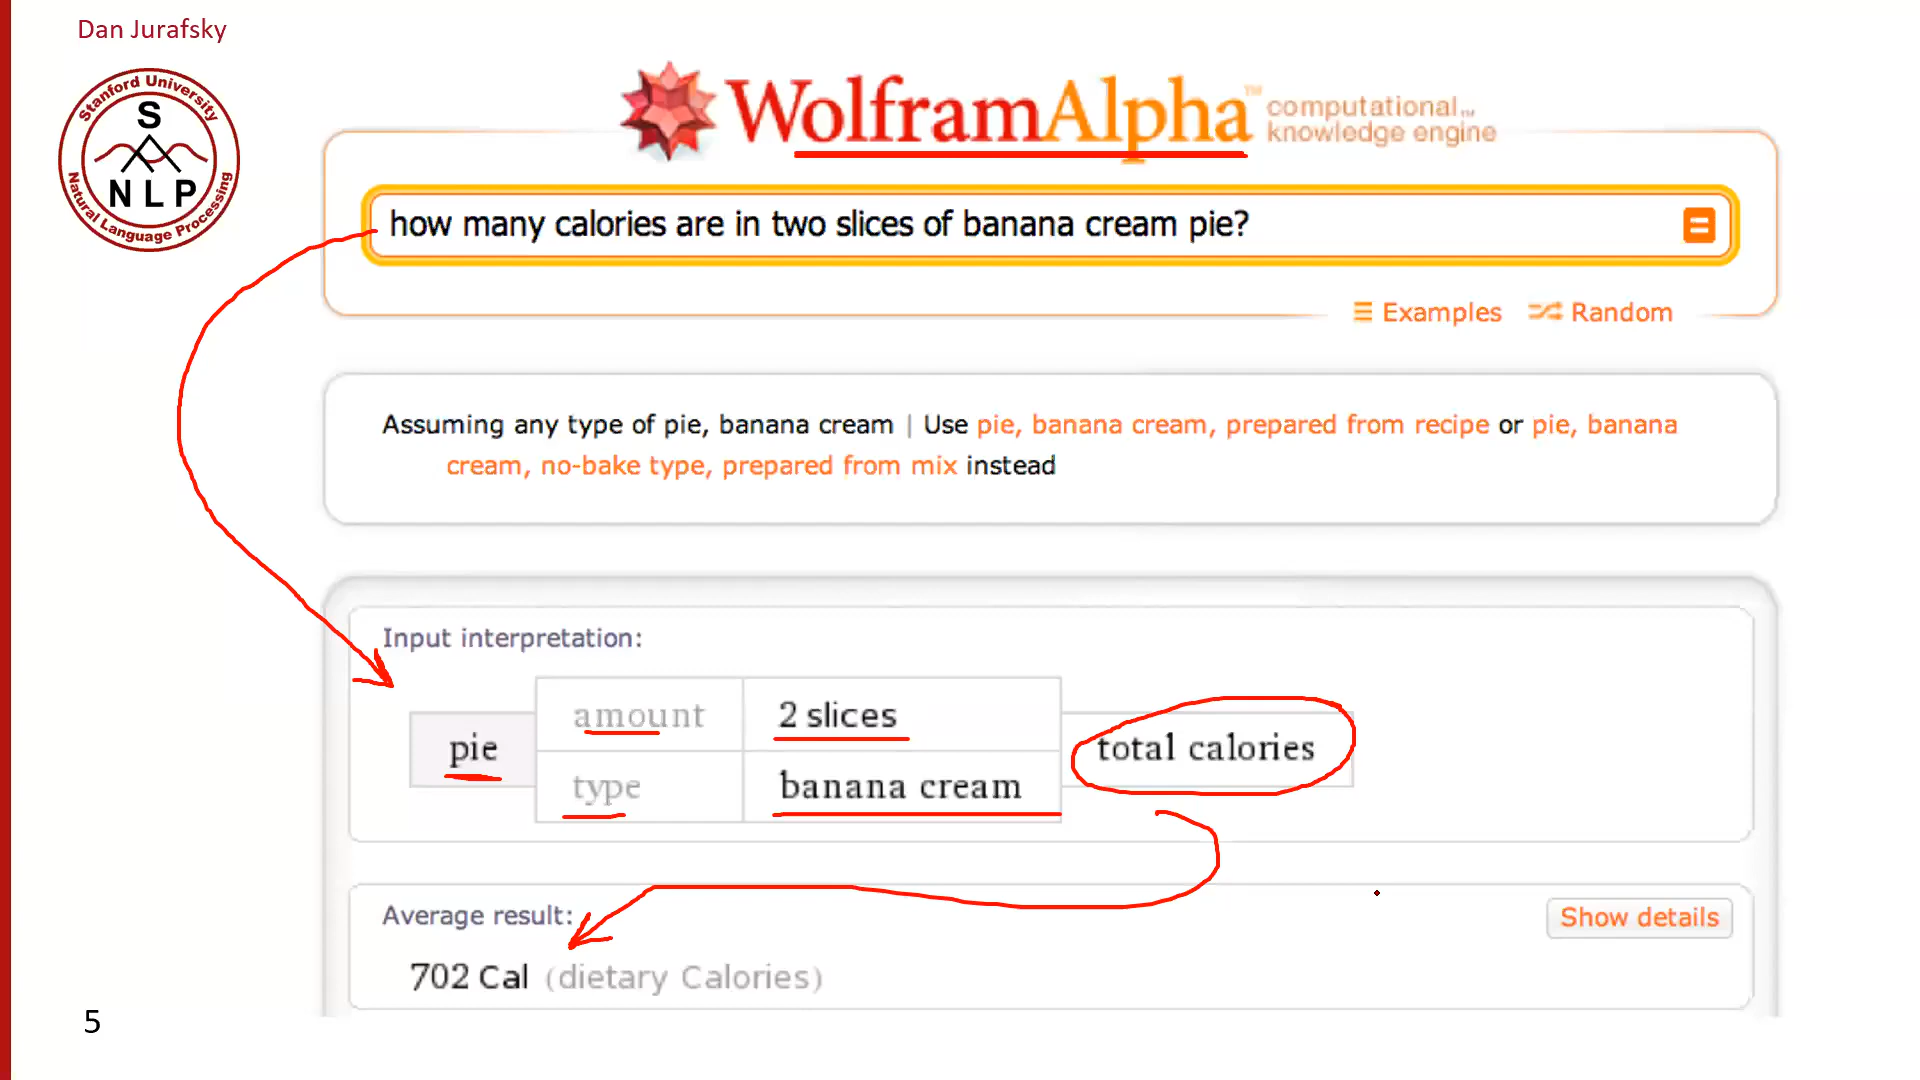 Dan Jurafsky
Stanford University
S
NLP
Natural Language Processing
WolframAlpha™ computational™
knowledge engine
how many calories are in two slices of banana cream pie?
Examples Random
Assuming any type of pie, banana cream | Use pie, banana cream, prepared from recipe or pie, banana
cream, no-bake type, prepared from mix instead
Input interpretation:
amount 2 slices
pie total calories
type banana cream
Average result:
Show details
702 Cal (dietary Calories)
5